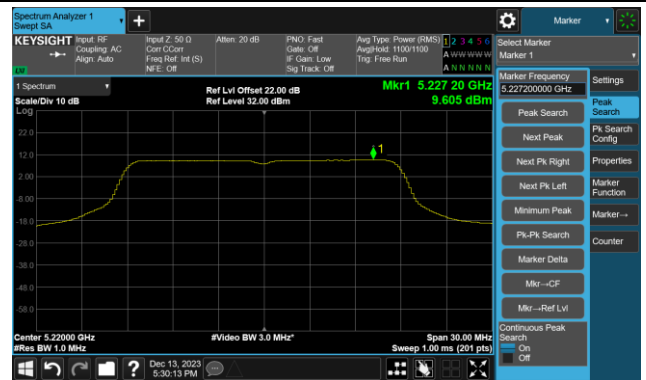 Spectrum Analyzer 1
Swept SA
Marker
KEYSIGHT
Input: RF
Coupling: AC
Align: Auto
Input Z: 50 Ω
Corr CCorr
Freq Ref: Int (S)
NFE: Off
Atten: 20 dB
PNO: Fast
Gate: Off
IF Gain: Low
Sig Track: Off
Avg Type: Power (RMS)
Avg|Hold: 1100/1100
Trig: Free Run
1 2 3 4 5 6
A W W W W W
A N N N N N
LW
Select Marker
Marker 1
1 Spectrum
Scale/Div 10 dB
Log
Ref Lvl Offset 22.00 dB
Ref Level 32.00 dBm
Mkr1 5.227 20 GHz
9.605 dBm
22.0
12.0
2.00
-8.00
-18.0
-28.0
-38.0
-48.0
-58.0
1
Center 5.22000 GHz
#Res BW 1.0 MHz
#Video BW 3.0 MHz*
Span 30.00 MHz
Sweep 1.00 ms (201 pts)
Marker Frequency
5.227200000 GHz
Peak Search
Next Peak
Next Pk Right
Next Pk Left
Minimum Peak
Pk-Pk Search
Marker Delta
Mkr→CF
Mkr→Ref Lvl
Continuous Peak
Search
On
Off
Settings
Peak
Search
Pk Search
Config
Properties
Marker
Function
Marker→
Counter
?
Dec 13, 2023
5:30:13 PM